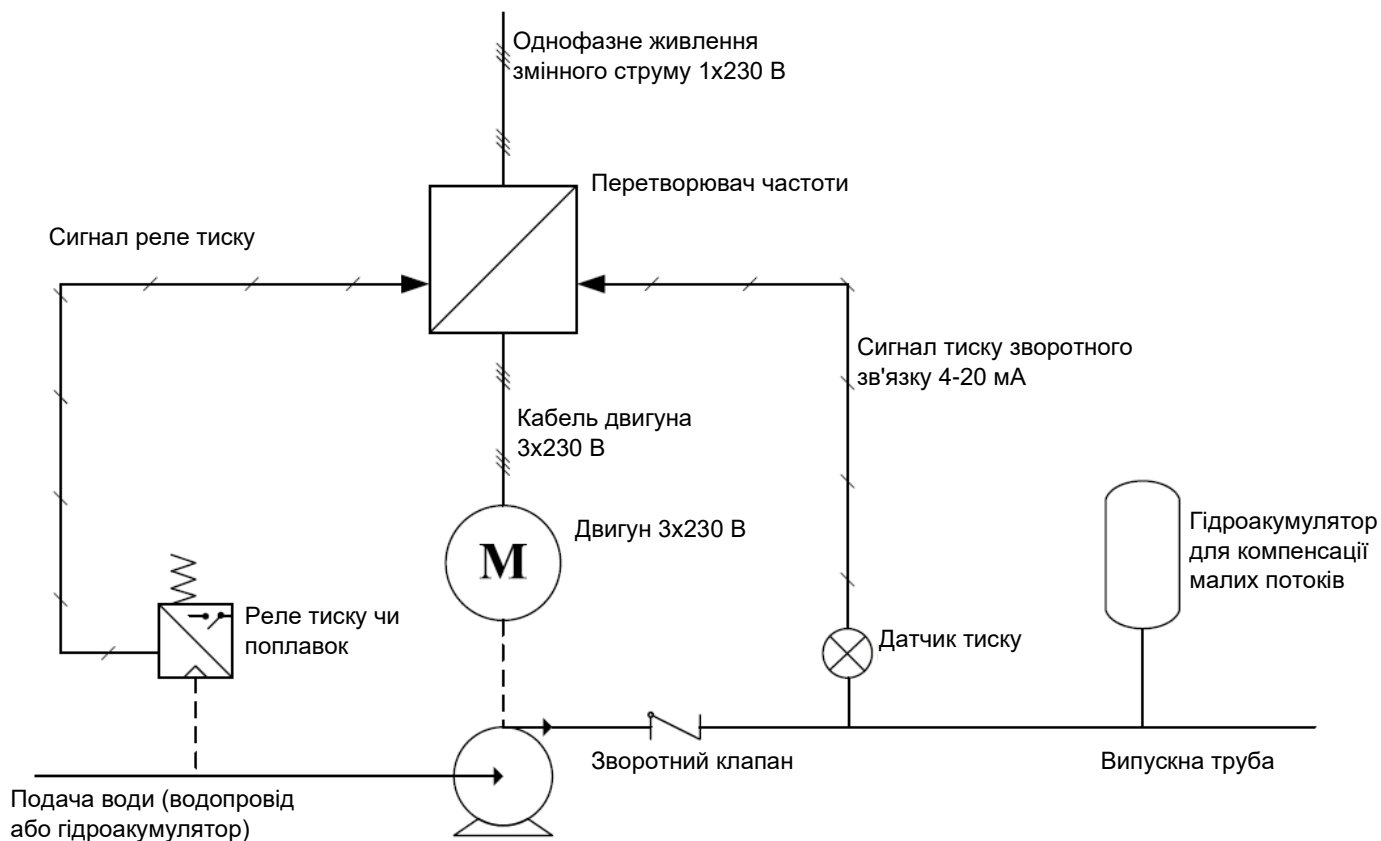 Однофазне живлення
змінного струму 1x230 В
Перетворювач частоти
Сигнал реле тиску
Сигнал тиску зворотного
зв'язку 4-20 мА
Кабель двигуна
3x230 В
Двигун 3x230 В
М
Гідроакумулятор
для компенсації
малих потоків
Реле тиску чи
поплавок
Датчик тиску
Зворотний клапан
Випускна труба
Подача води (водопровід
або гідроакумулятор)